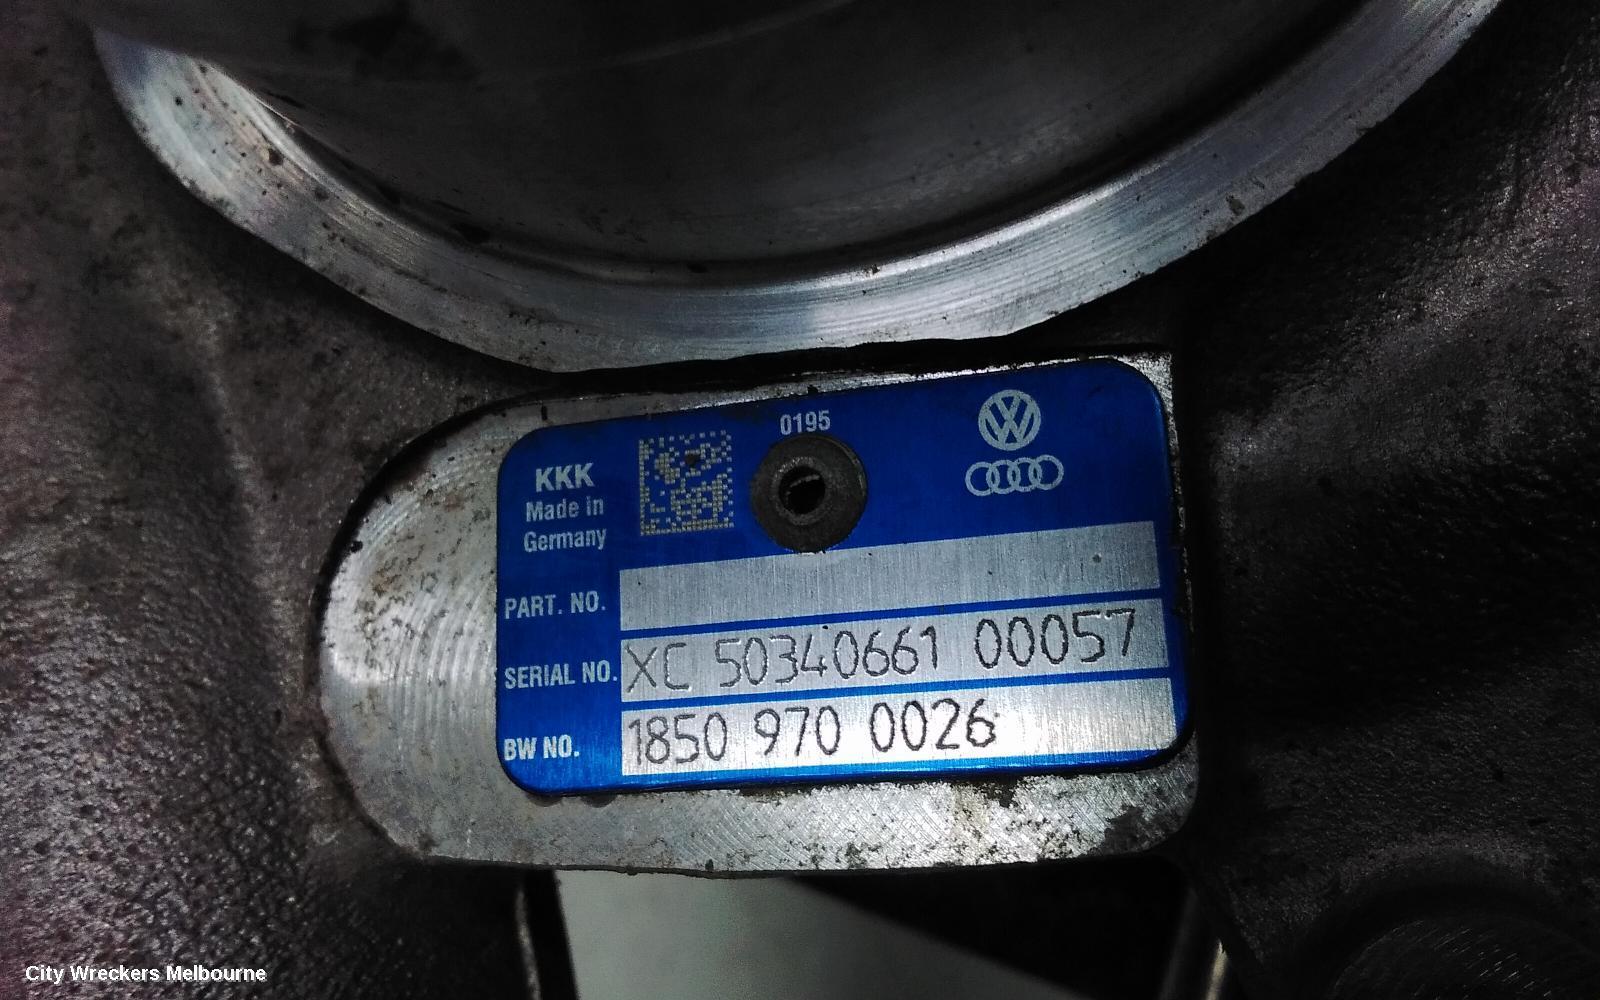 0195
KKK
Made in
Germany
PART. NO.
SERIAL NO. XC 50340661 00057
BW NO. 1850 970 0026
City Wreckers Melbourne